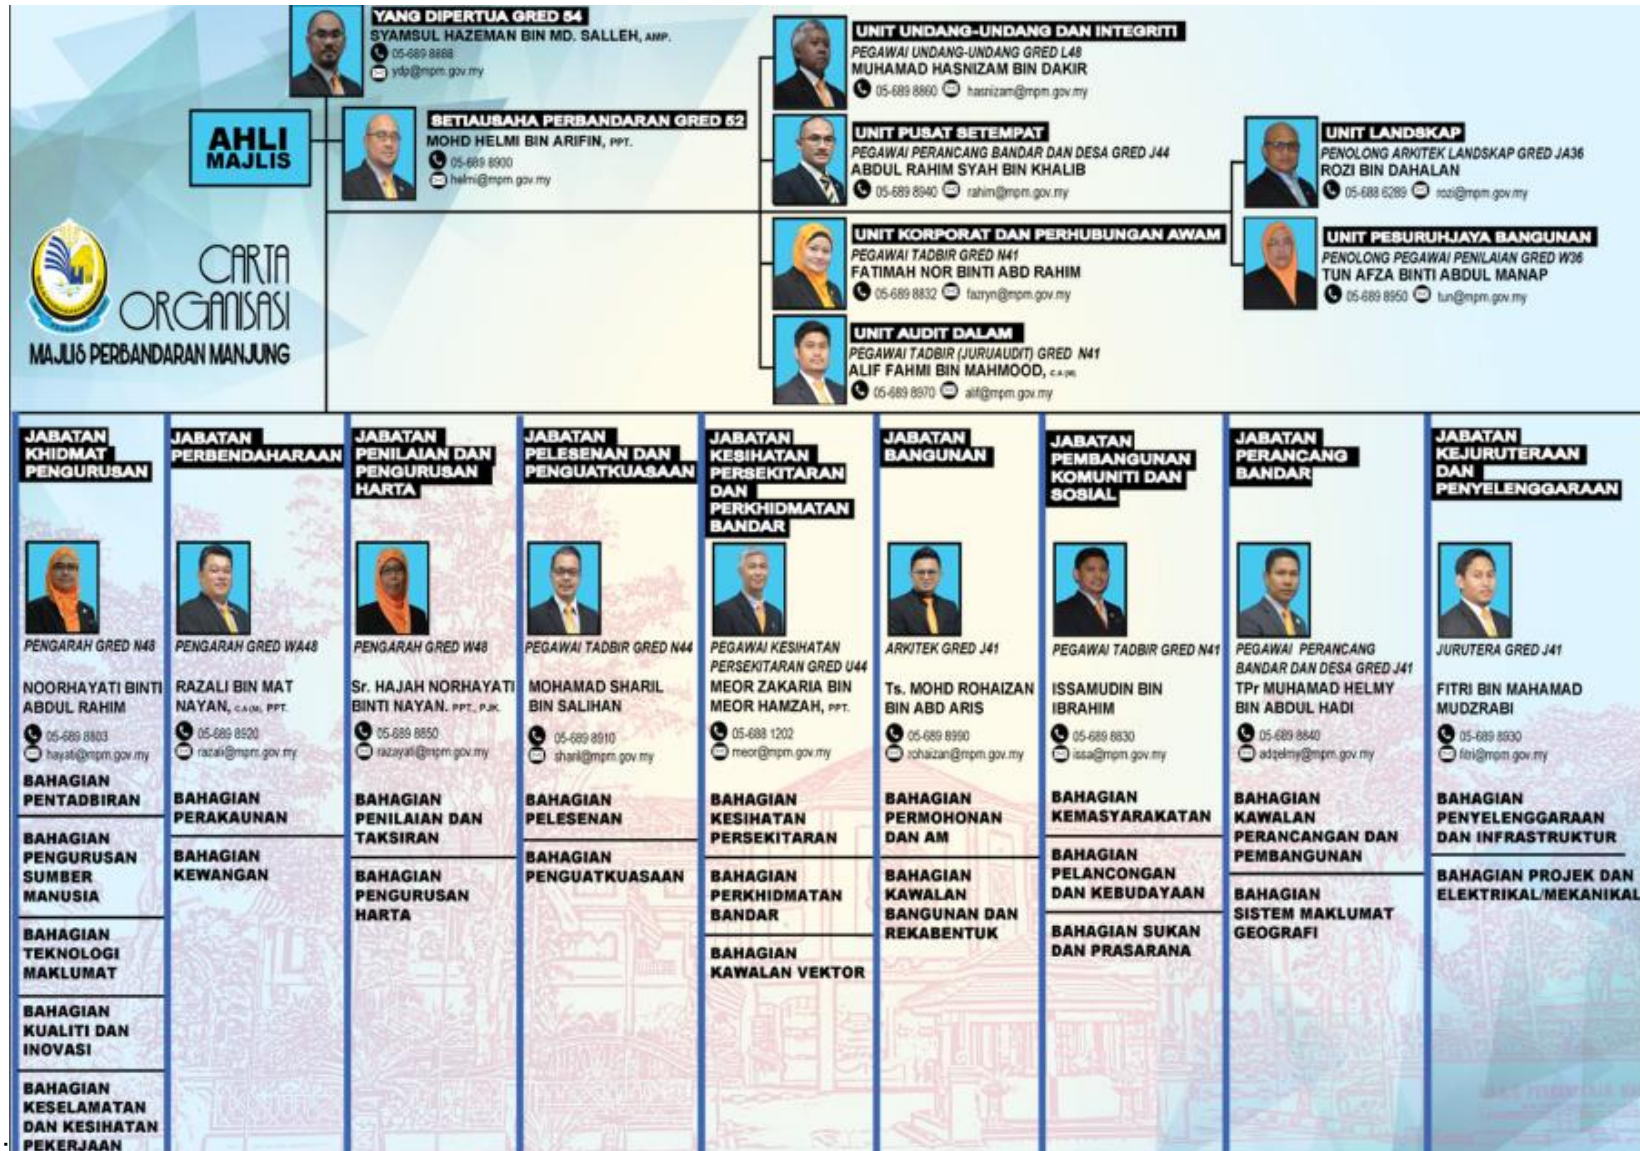 YANG DIPERTUA GRED 54
SYAMSUL HAZEMAN BIN MD. SALLEH, AMP.
05-689 8888
ydp@mpm.gov.my
AHLI
MAJLIS
SETIAUSAHA PERBANDARAN GRED 52
MOHD HELMI BIN ARIFIN, PPT.
05-689 8900
helmi@mpm.gov.my
CARTA
ORGANISASI
MAJLIS PERBANDARAN MANJUNG
UNIT UNDANG-UNDANG DAN INTEGRITI
PEGAWAI UNDANG-UNDANG GRED L48
MUHAMAD HASNIZAM BIN DAKIR
05-689 8860 hasnizam@mpm.gov.my
UNIT PUSAT SETEMPAT
PEGAWAI PERANCANG BANDAR DAN DESA GRED J44
ABDUL RAHIM SYAH BIN KHALIB
05-689 8940 rahim@mpm.gov.my
UNIT KORPORAT DAN PERHUBUNGAN AWAM
PEGAWAI TADBIR GRED N41
FATIMAH NOR BINTI ABD RAHIM
05-689 8832 fazryn@mpm.gov.my
UNIT AUDIT DALAM
PEGAWAI TADBIR (JURUAUDIT) GRED N41
ALIF FAHMI BIN MAHMOOD, C.A (M).
05-689 8970 alif@mpm.gov.my
UNIT LANDSKAP
PENOLONG ARKITEK LANDSKAP GRED JA36
ROZI BIN DAHALAN
05-688 6289 rozi@mpm.gov.my
UNIT PESURUHJAYA BANGUNAN
PENOLONG PEGAWAI PENILAIAN GRED W36
TUN AFZA BINTI ABDUL MANAP
05-689 8950 tun@mpm.gov.my
JABATAN
KHIDMAT
PENGURUSAN
PENGARAH GRED N48
NOORHAYATI BINTI
ABDUL RAHIM
05-689 8803
hayati@mpm.gov.my
BAHAGIAN
PENTADBIRAN
BAHAGIAN
PENGURUSAN
SUMBER
MANUSIA
BAHAGIAN
TEKNOLOGI
MAKLUMAT
BAHAGIAN
KUALITI DAN
INOVASI
BAHAGIAN
KESELAMATAN
DAN KESIHATAN
PEKERJAAN
JABATAN
PERBENDAHARAAN
PENGARAH GRED WA48
RAZALI BIN MAT
NAYAN, C.A (M), PPT.
05-689 8920
razali@mpm.gov.my
BAHAGIAN
PERAKAUNAN
BAHAGIAN
KEWANGAN
JABATAN
PENILAIAN DAN
PENGURUSAN
HARTA
PENGARAH GRED W48
Sr. HAJAH NORHAYATI
BINTI NAYAN. PPT., PJK.
05-689 8850
razayati@mpm.gov.my
BAHAGIAN
PENILAIAN DAN
TAKSIRAN
BAHAGIAN
PENGURUSAN
HARTA
JABATAN
PELESENAN DAN
PENGUATKUASAAN
PEGAWAI TADBIR GRED N44
MOHAMAD SHARIL
BIN SALIHAN
05-689 8910
sharil@mpm.gov.my
BAHAGIAN
PELESENAN
BAHAGIAN
PENGUATKUASAAN
JABATAN
KESIHATAN
PERSEKITARAN
DAN
PERKHIDMATAN
BANDAR
PEGAWAI KESIHATAN
PERSEKITARAN GRED U44
MEOR ZAKARIA BIN
MEOR HAMZAH, PPT.
05-688 1202
meor@mpm.gov.my
BAHAGIAN
KESIHATAN
PERSEKITARAN
BAHAGIAN
PERKHIDMATAN
BANDAR
BAHAGIAN
KAWALAN VEKTOR
JABATAN
BANGUNAN
ARKITEK GRED J41
Ts. MOHD ROHAIZAN
BIN ABD ARIS
05-689 8990
rohaizan@mpm.gov.my
BAHAGIAN
PERMOHONAN
DAN AM
BAHAGIAN
KAWALAN
BANGUNAN DAN
REKABENTUK
JABATAN
PEMBANGUNAN
KOMUNITI DAN
SOSIAL
PEGAWAI TADBIR GRED N41
ISSAMUDIN BIN
IBRAHIM
05-689 8830
issa@mpm.gov.my
BAHAGIAN
KEMASYARAKATAN
BAHAGIAN
PELANCONGAN
DAN KEBUDAYAAN
BAHAGIAN SUKAN
DAN PRASARANA
JABATAN
PERANCANG
BANDAR
PEGAWAI PERANCANG
BANDAR DAN DESA GRED J41
TPr MUHAMAD HELMY
BIN ABDUL HADI
05-689 8840
adqelmy@mpm.gov.my
BAHAGIAN
KAWALAN
PERANCANGAN DAN
PEMBANGUNAN
BAHAGIAN
SISTEM MAKLUMAT
GEOGRAFI
JABATAN
KEJURUTERAAN
DAN
PENYELENGGARAAN
JURUTERA GRED J41
FITRI BIN MAHAMAD
MUDZRABI
05-689 8930
fitri@mpm.gov.my
BAHAGIAN
PENYELENGGARAAN
DAN INFRASTRUKTUR
BAHAGIAN PROJEK DAN
ELEKTRIKAL/MEKANIKAL